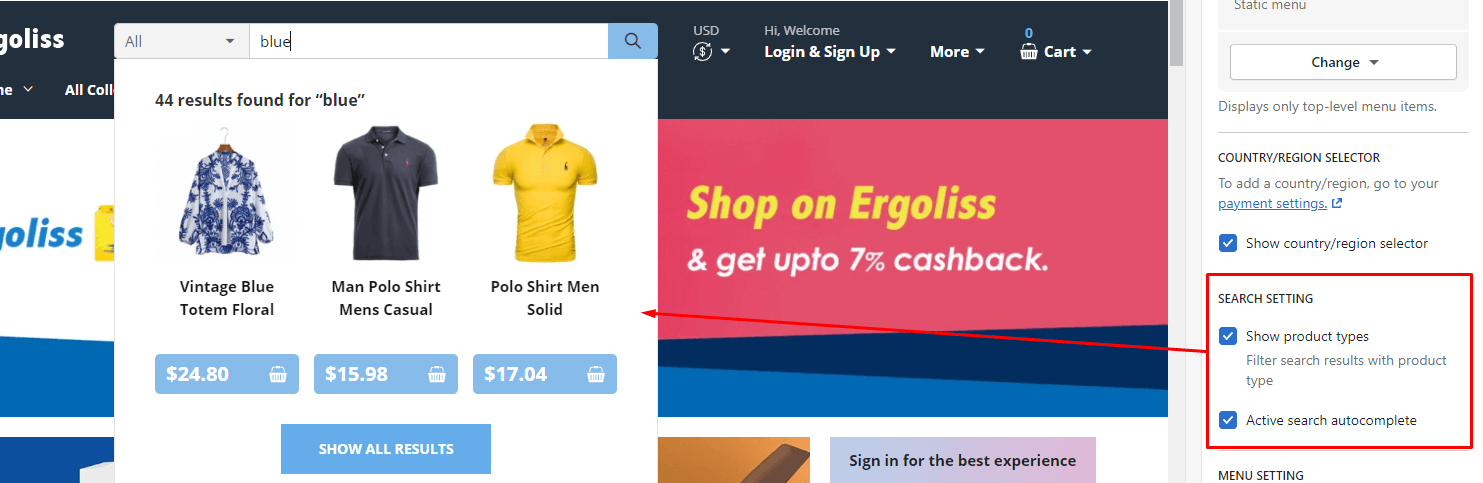 goliss
All
blue
USD
Hi, Welcome
Login & Sign Up
More
0
Cart
ne
All Coll
44 results found for “blue”
Vintage Blue
Totem Floral
Man Polo Shirt
Mens Casual
Polo Shirt Men
Solid
$24.80
$15.98
$17.04
SHOW ALL RESULTS
goliss
Shop on Ergoliss
& get upto 7% cashback.
Sign in for the best experience
Static menu
Change
Displays only top-level menu items.
COUNTRY/REGION SELECTOR
To add a country/region, go to your
payment settings.
Show country/region selector
SEARCH SETTING
Show product types
Filter search results with product
type
Active search autocomplete
MENU SETTING